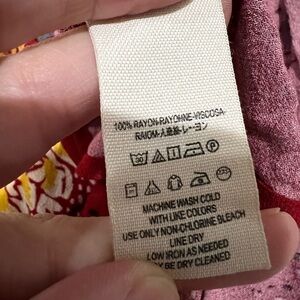 100% RAYON-RAYONNE-VISCOSA
RAION-人造絲-レーヨン
MACHINE WASH COLD
WITH LIKE COLORS
USE ONLY NON-CHLORINE BLEACH
LINE DRY
LOW IRON AS NEEDED
BE DRY CLEANED